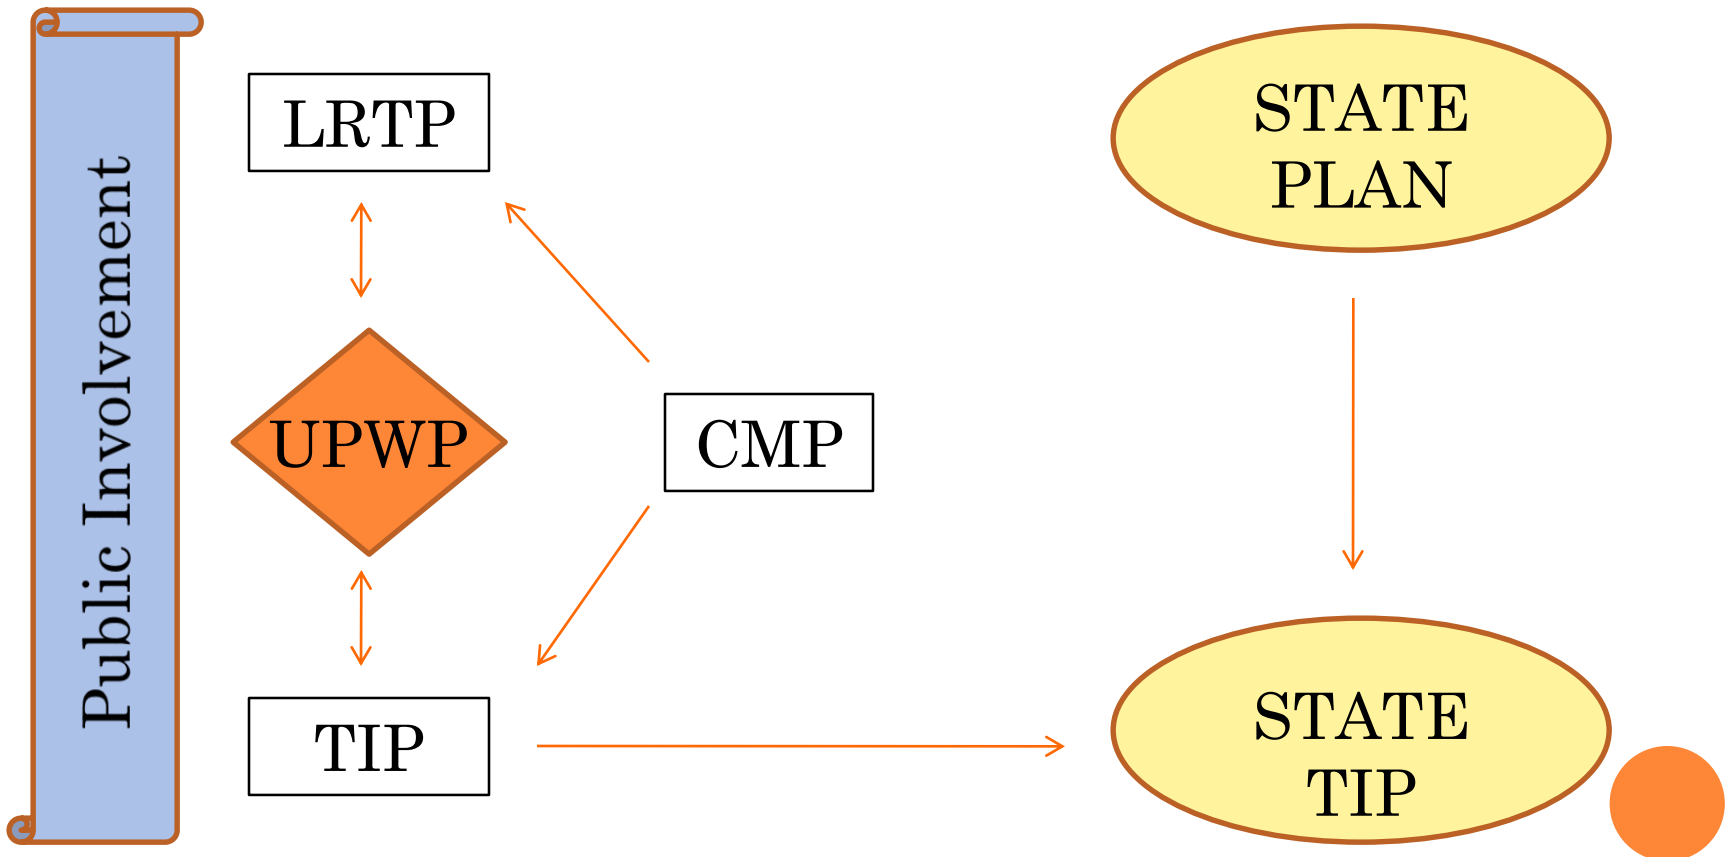 Public Involvement
LRTP
UPWP
CMP
TIP
STATE
PLAN
STATE
TIP